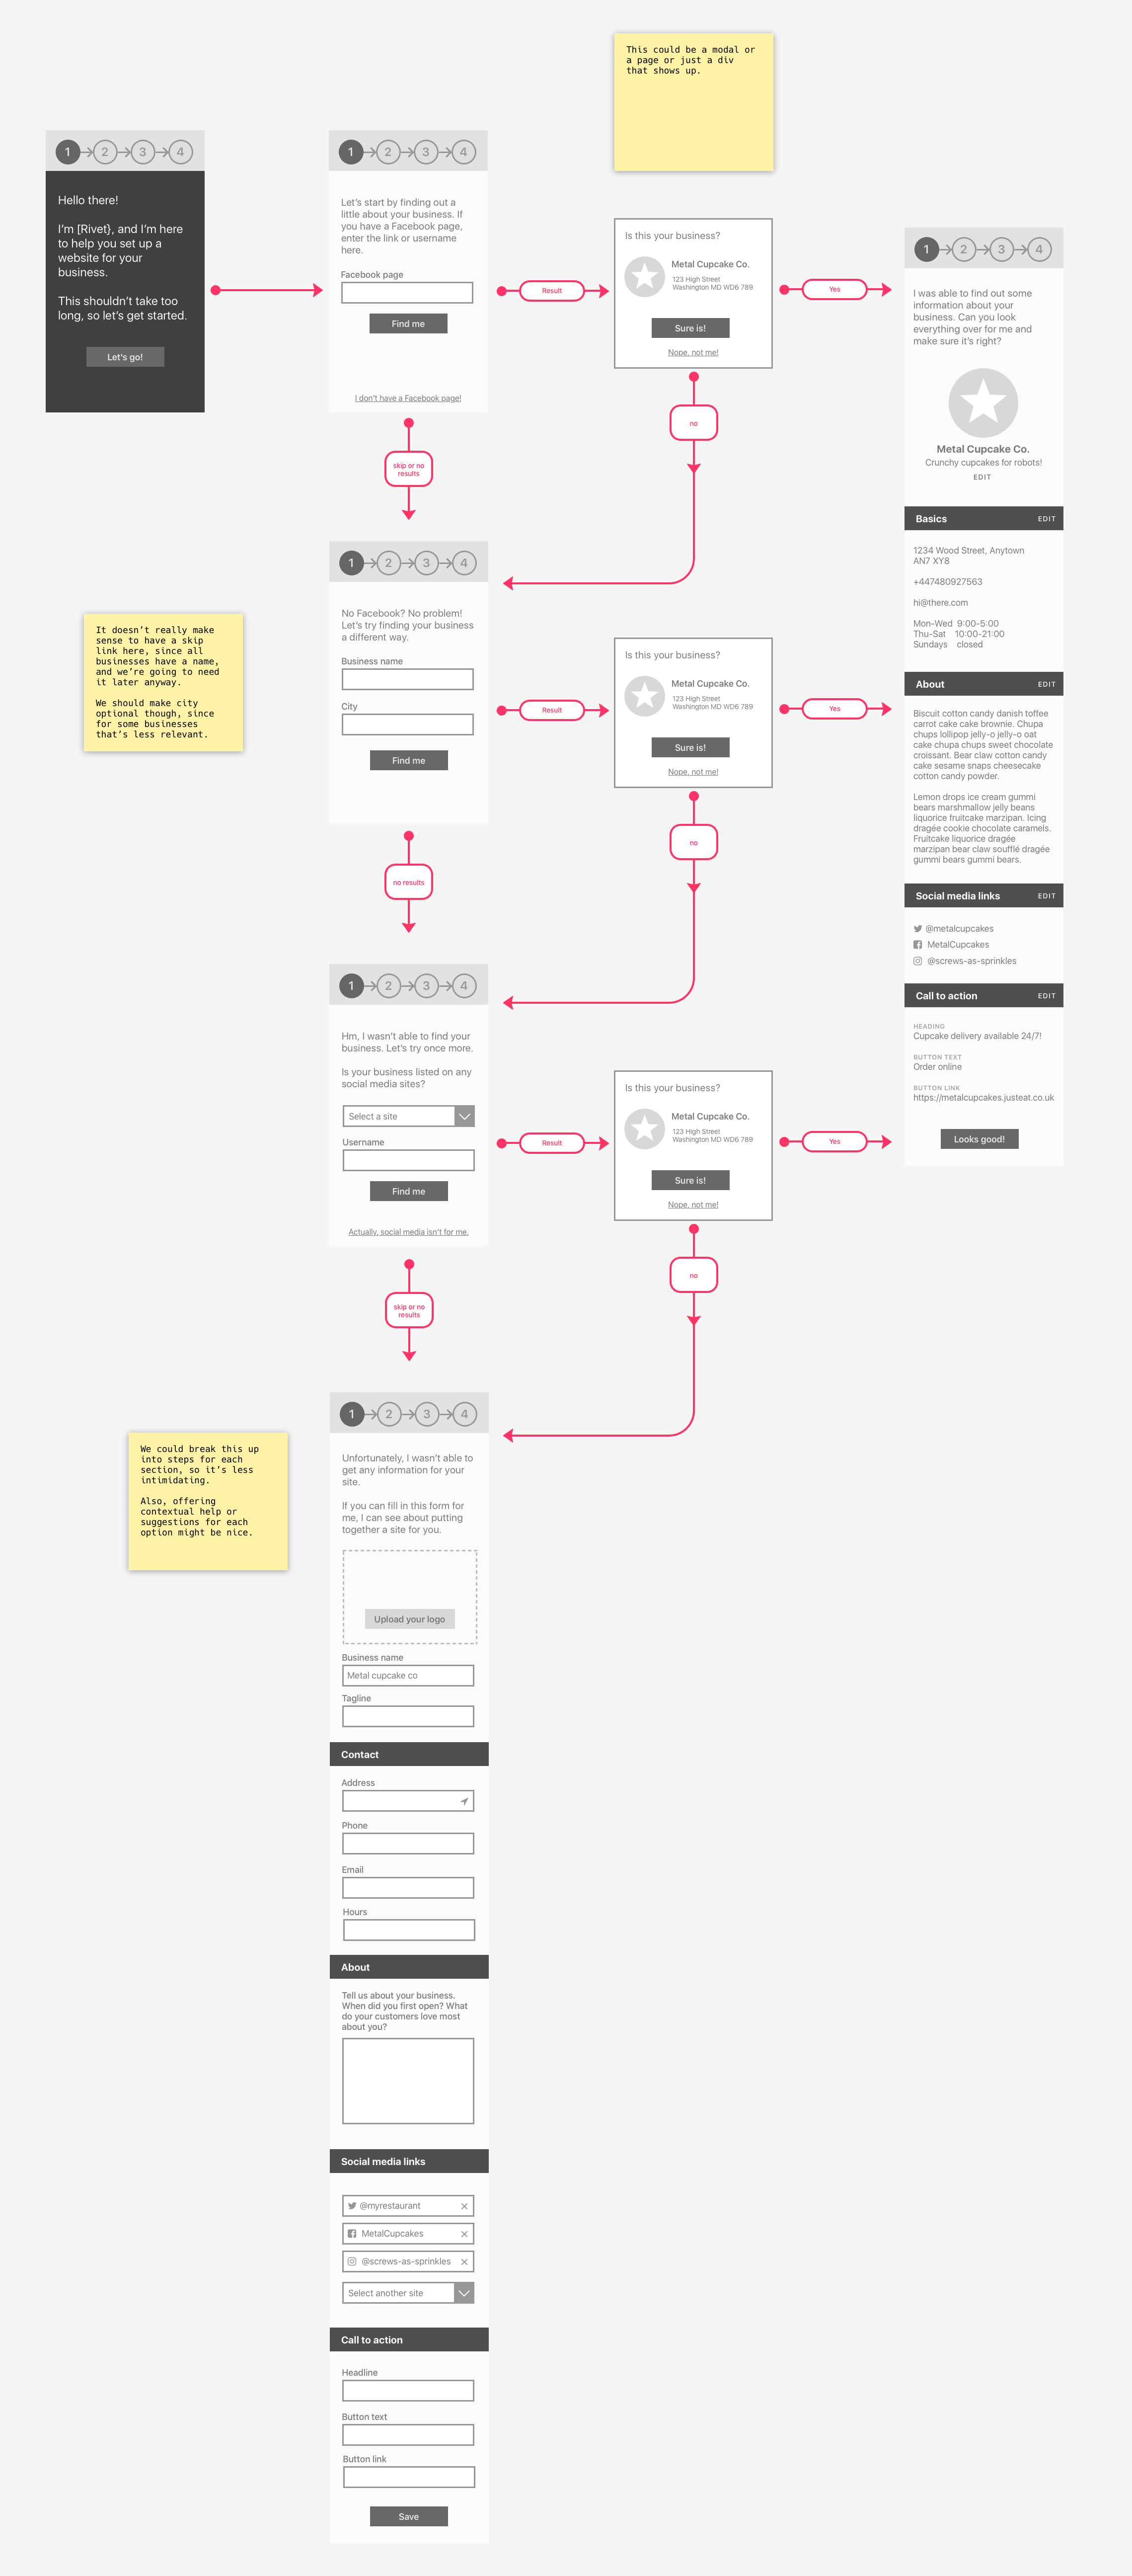 This could be a modal or
a page or just a div
that shows up.
1 2 3 4
Hello there!
I'm [Rivet}, and I'm here
to help you set up a
website for your
business.
This shouldn't take too
long, so let's get started.
Let's go!
1 2 3 4
Let's start by finding out a
little about your business. If
you have a Facebook page,
enter the link or username
here.
Facebook page
Find me
I don't have a Facebook page!
Result
Is this your business?
Metal Cupcake Co.
123 High Street
Washington MD WD6 789
Sure is!
Nope, not me!
Yes
no
skip or no
results
1 2 3 4
I was able to find out some
information about your
business. Can you look
everything over for me and
make sure it's right?
Metal Cupcake Co.
Crunchy cupcakes for robots!
EDIT
Basics EDIT
1234 Wood Street, Anytown
AN7 XY8
+447480927563
hi@there.com
Mon-Wed 9:00-5:00
Thu-Sat 10:00-21:00
Sundays closed
About EDIT
Biscuit cotton candy danish toffee
carrot cake cake brownie. Chupa
chups lollipop jelly-o jelly-o oat
cake chupa chups sweet chocolate
croissant. Bear claw cotton candy
cake sesame snaps cheesecake
cotton candy powder.
Lemon drops ice cream gummi
bears marshmallow jelly beans
liquorice fruitcake marzipan. Icing
dragée cookie chocolate caramels.
Fruitcake liquorice dragée
marzipan bear claw soufflé dragée
gummi bears gummi bears.
Social media links EDIT
@metalcupcakes
MetalCupcakes
@screws-as-sprinkles
Call to action EDIT
HEADING
Cupcake delivery available 24/7!
BUTTON TEXT
Order online
BUTTON LINK
https://metalcupcakes.justeat.co.uk
Looks good!
It doesn't really make
sense to have a skip
link here, since all
businesses have a name,
and we're going to need
it later anyway.
We should make city
optional though, since
for some businesses
that's less relevant.
1 2 3 4
No Facebook? No problem!
Let's try finding your business
a different way.
Business name
City
Find me
Result
Is this your business?
Metal Cupcake Co.
123 High Street
Washington MD WD6 789
Sure is!
Nope, not me!
Yes
no
no results
1 2 3 4
Hm, I wasn't able to find your
business. Let's try once more.
Is your business listed on any
social media sites?
Select a site
Username
Find me
Actually, social media isn't for me.
Result
Is this your business?
Metal Cupcake Co.
123 High Street
Washington MD WD6 789
Sure is!
Nope, not me!
Yes
no
skip or no
results
We could break this up
into steps for each
section, so it's less
intimidating.
Also, offering
contextual help or
suggestions for each
option might be nice.
1 2 3 4
Unfortunately, I wasn't able to
get any information for your
site.
If you can fill in this form for
me, I can see about putting
together a site for you.
Upload your logo
Business name
Metal cupcake co
Tagline
Contact
Address
Phone
Email
Hours
About
Tell us about your business.
When did you first open? What
do your customers love most
about you?
Social media links
@myrestaurant
MetalCupcakes
@screws-as-sprinkles
Select another site
Call to action
Headline
Button text
Button link
Save